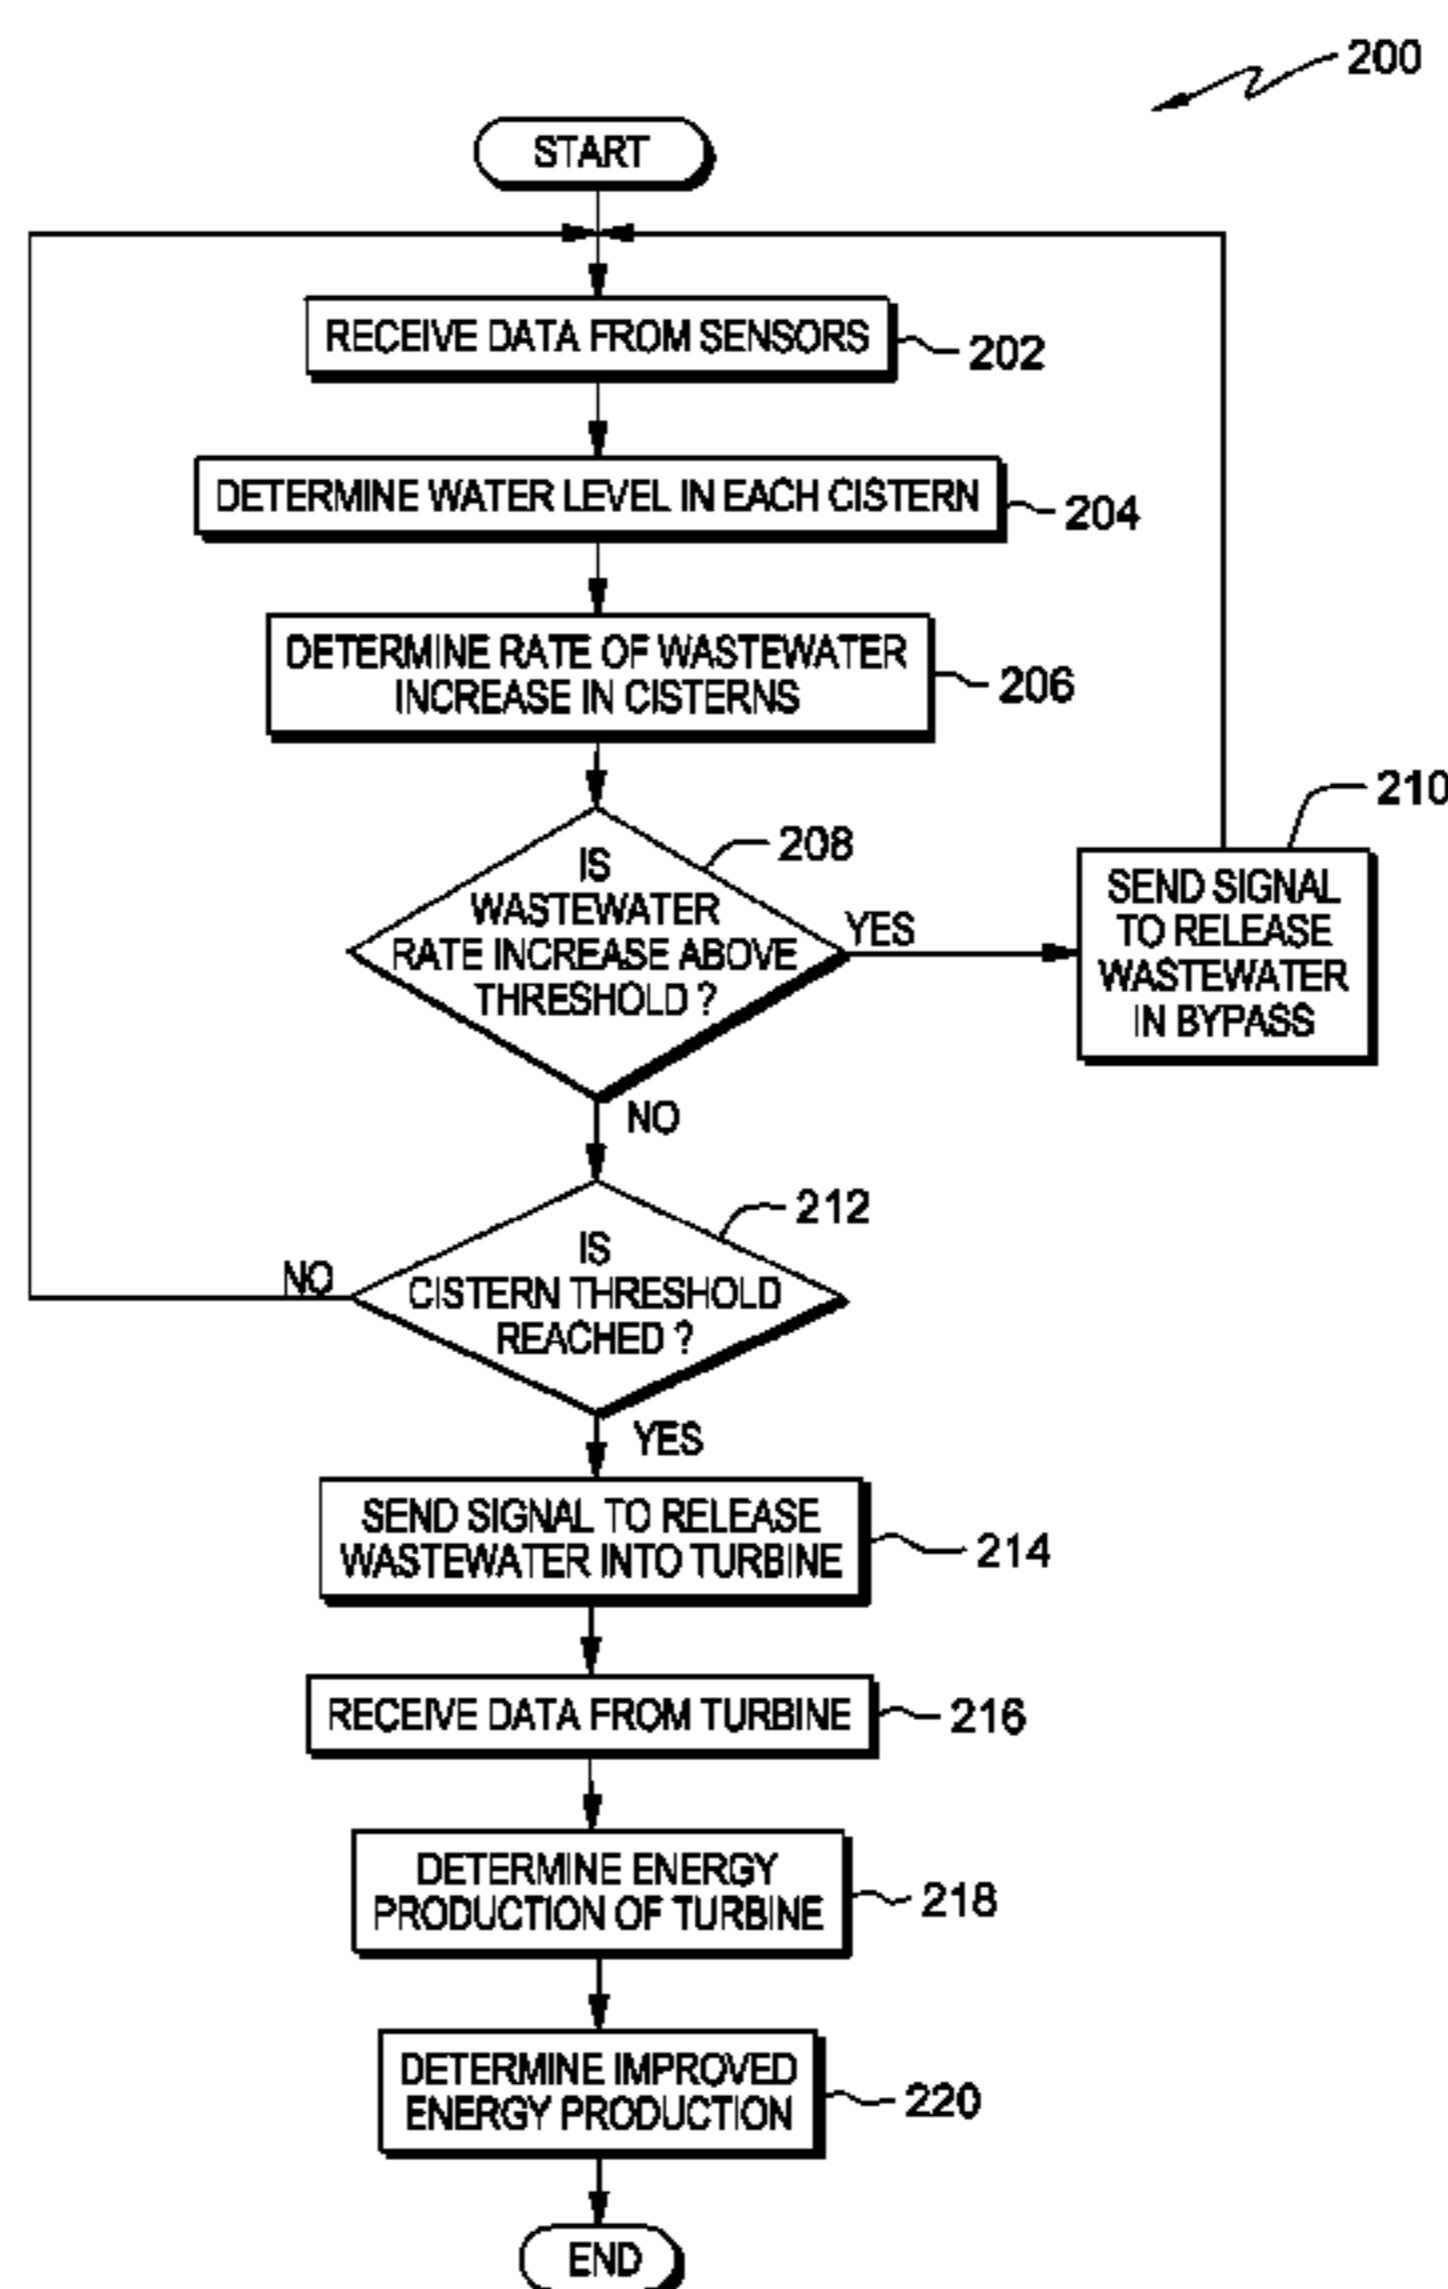 200
START
RECEIVE DATA FROM SENSORS
202
DETERMINE WATER LEVEL IN EACH CISTERN
204
DETERMINE RATE OF WASTEWATER
INCREASE IN CISTERNS
206
IS
WASTEWATER
RATE INCREASE ABOVE
THRESHOLD ?
208
YES
210
SEND SIGNAL
TO RELEASE
WASTEWATER
IN BYPASS
NO
IS
CISTERN THRESHOLD
REACHED ?
212
NO
YES
SEND SIGNAL TO RELEASE
WASTEWATER INTO TURBINE
214
RECEIVE DATA FROM TURBINE
216
DETERMINE ENERGY
PRODUCTION OF TURBINE
218
DETERMINE IMPROVED
ENERGY PRODUCTION
220
END